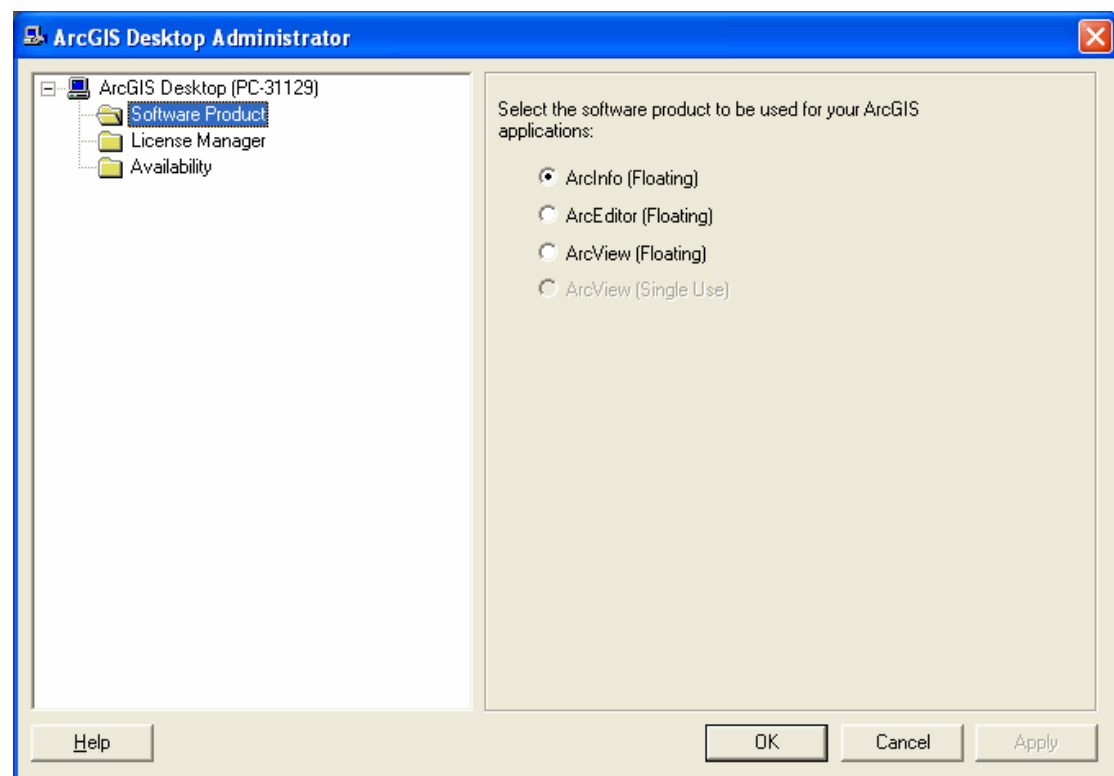 ArcGIS Desktop Administrator
ArcGIS Desktop (PC-31129)
Software Product
License Manager
Availability
Select the software product to be used for your ArcGIS
applications:
ArcInfo (Floating)
ArcEditor (Floating)
ArcView (Floating)
ArcView (Single Use)
Help
OK
Cancel
Apply